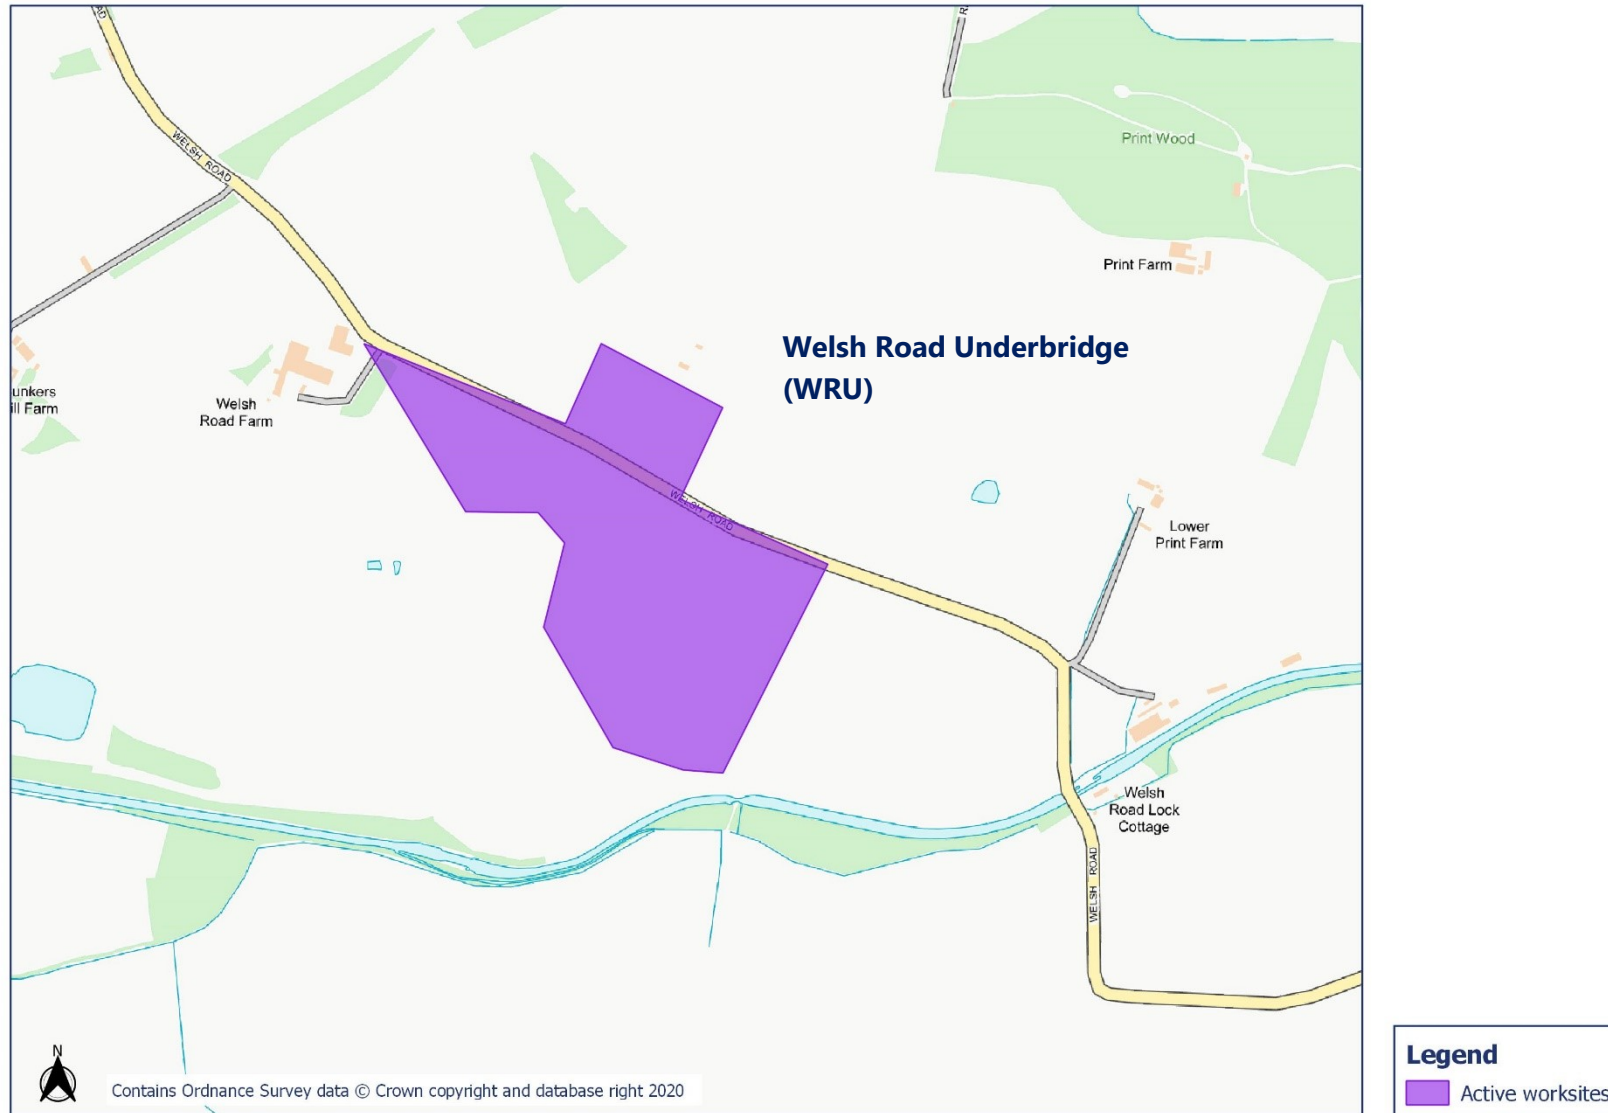 AD
R
WELSH ROAD
Print Wood
Print Farm
Welsh Road Underbridge
(WRU)
unkers
ill Farm
Welsh
Road Farm
WELSH ROAD
Lower
Print Farm
Welsh
Road Lock
Cottage
WELSH ROAD
N
Contains Ordnance Survey data © Crown copyright and database right 2020
Legend
Active worksites